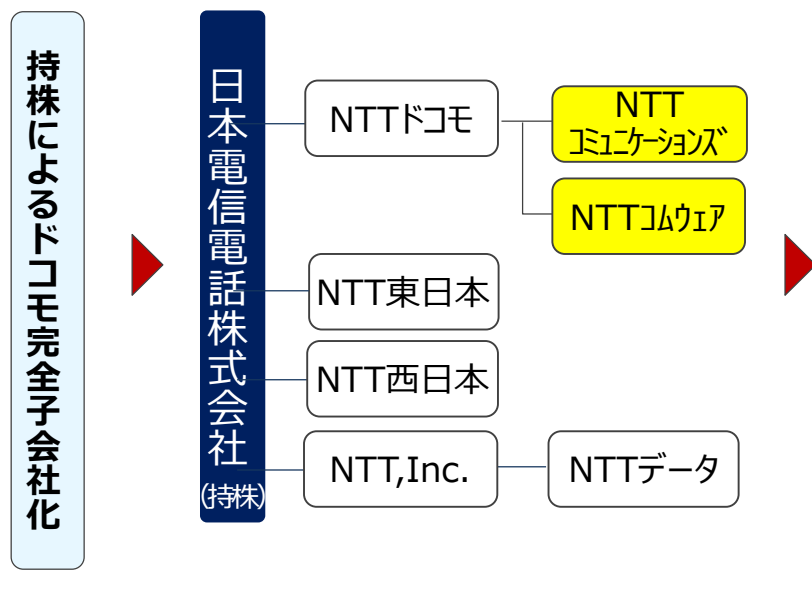 持株によるドコモ完全子会社化
日本電信電話株式会社
(持株)
NTTドコモ
NTT
コミュニケーションズ
NTTコムウェア
NTT東日本
NTT西日本
NTT,Inc.
NTTデータ